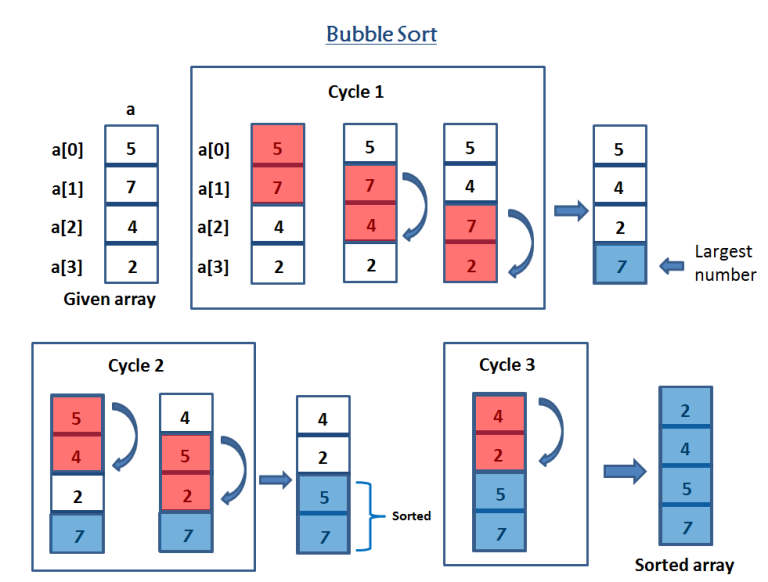 Bubble Sort
Cycle 1
a
a[0] 5 a[0] 5 5 5 5
a[1] 7 a[1] 7 7 4 4
a[2] 4 a[2] 4 4 7 2
a[3] 2 a[3] 2 2 2 7
Largest
number
Given array
Cycle 2
5 4 4
4 5 2
2 2 5
7 7 7
Sorted
Cycle 3
4 2
2 4
5 5
7 7
Sorted array